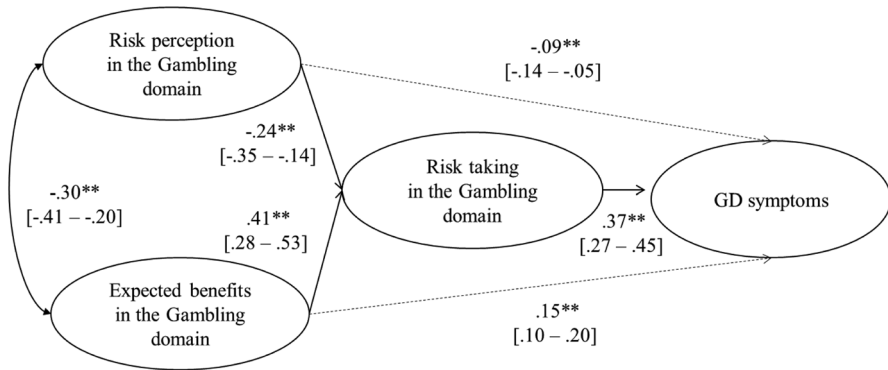 Risk perception
in the Gambling
domain
-.09**
[-.14 – -.05]
-.24**
[-.35 – -.14]
-.30**
[-.41 – -.20]
Risk taking
in the Gambling
domain
GD symptoms
.41**
[.28 – .53]
.37**
[.27 – .45]
Expected benefits
in the Gambling
domain
.15**
[.10 – .20]